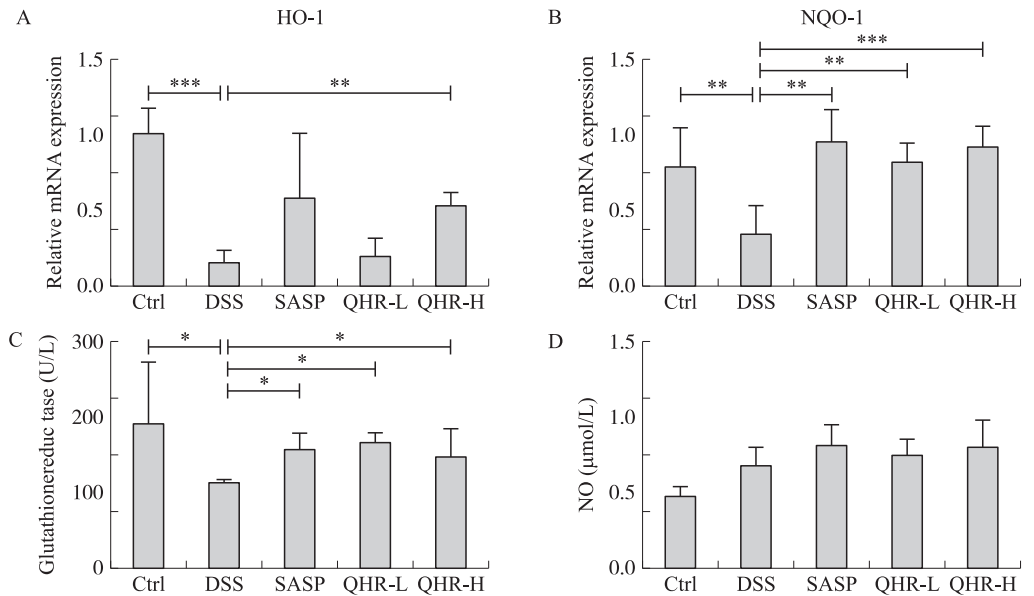 A
HO-1
Relative mRNA expression
1.5
1.0
0.5
0.0
***
**
Ctrl DSS SASP QHR-L QHR-H
B
NQO-1
Relative mRNA expression
1.5
1.0
0.5
0.0
***
**
** **
Ctrl DSS SASP QHR-L QHR-H
C
Glutathionereduc tase (U/L)
300
200
100
0
* *
*
*
Ctrl DSS SASP QHR-L QHR-H
D
NO (μmol/L)
1.5
1.0
0.5
0.0
Ctrl DSS SASP QHR-L QHR-H